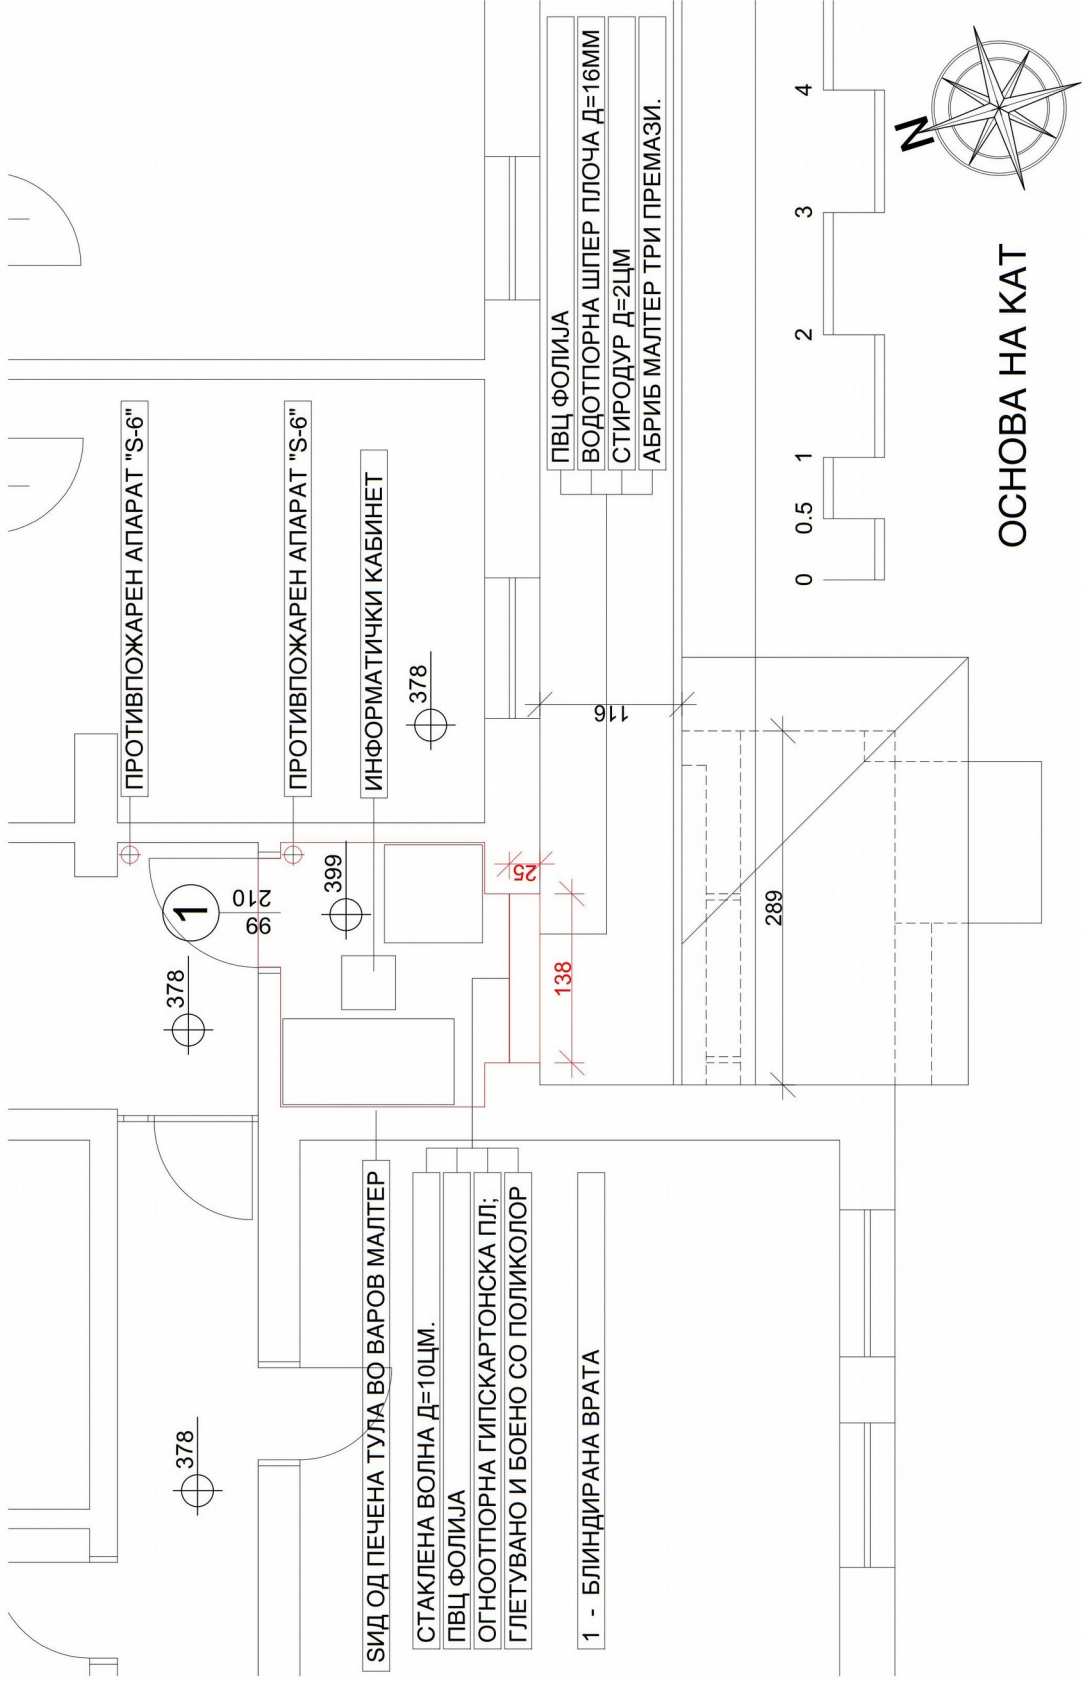 ПРОТИВПОЖАРЕН АПАРАТ "S-6"
ПРОТИВПОЖАРЕН АПАРАТ "S-6"
ИНФОРМАТИЧКИ КАБИНЕТ
378
378
378
399
1
99
210
25
138
116
289
ПВЦ ФОЛИЈА
ВОДОТПОРНА ШПЕР ПЛОЧА Д=16ММ
СТИРОДУР Д=2ЦМ
АБРИБ МАЛТЕР ТРИ ПРЕМАЗИ.
ЅИД ОД ПЕЧЕНА ТУЛА ВО ВАРОВ МАЛТЕР
СТАКЛЕНА ВОЛНА Д=10ЦМ.
ПВЦ ФОЛИЈА
ОГНООТПОРНА ГИПСКАРТОНСКА ПЛ;
ГЛЕТУВАНО И БОЕНО СО ПОЛИКОЛОР
1 - БЛИНДИРАНА ВРАТА
0 0.5 1 2 3 4
N
ОСНОВА НА КАТ